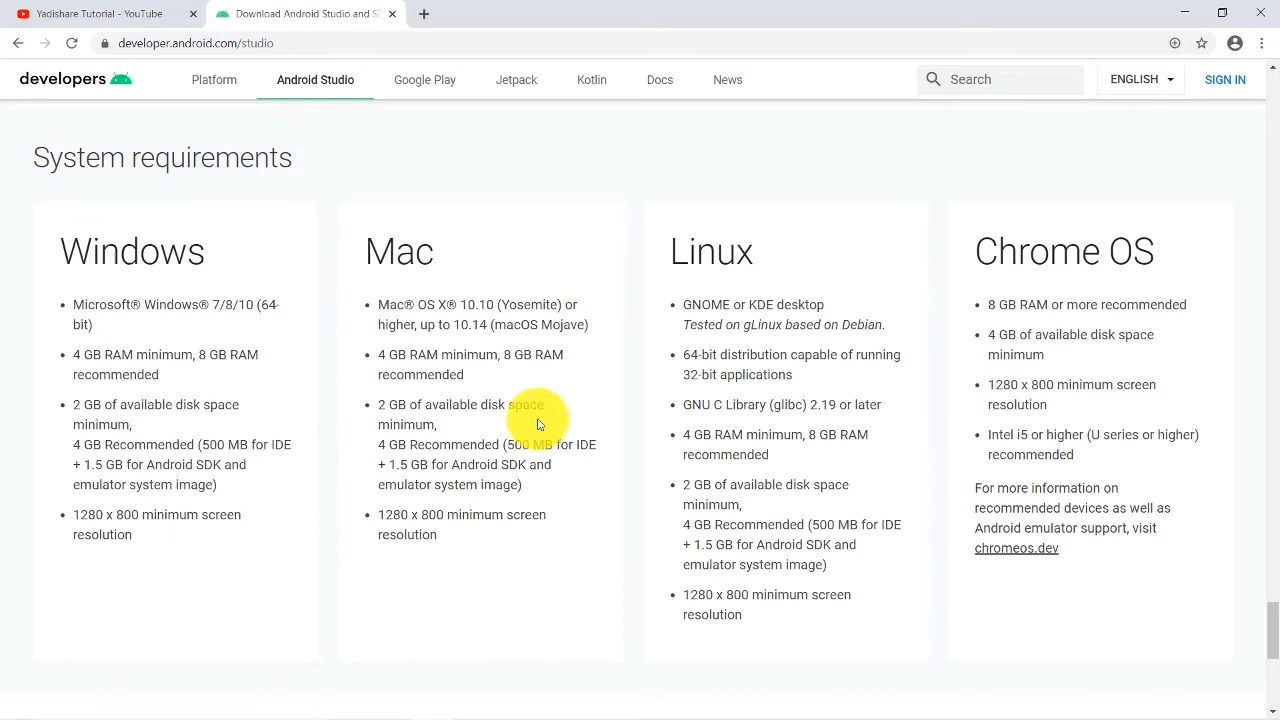 Yadishare Tutorial - YouTube
Download Android Studio and S
developer.android.com/studio
developers
Platform
Android Studio
Google Play
Jetpack
Kotlin
Docs
News
Search
ENGLISH
SIGN IN
System requirements
Windows
• Microsoft® Windows® 7/8/10 (64-
bit)
• 4 GB RAM minimum, 8 GB RAM
recommended
• 2 GB of available disk space
minimum,
4 GB Recommended (500 MB for IDE
+ 1.5 GB for Android SDK and
emulator system image)
• 1280 x 800 minimum screen
resolution
Mac
• Mac® OS X® 10.10 (Yosemite) or
higher, up to 10.14 (macOS Mojave)
• 4 GB RAM minimum, 8 GB RAM
recommended
• 2 GB of available disk space
minimum,
4 GB Recommended (500 MB for IDE
+ 1.5 GB for Android SDK and
emulator system image)
• 1280 x 800 minimum screen
resolution
Linux
• GNOME or KDE desktop
Tested on gLinux based on Debian.
• 64-bit distribution capable of running
32-bit applications
• GNU C Library (glibc) 2.19 or later
• 4 GB RAM minimum, 8 GB RAM
recommended
• 2 GB of available disk space
minimum,
4 GB Recommended (500 MB for IDE
+ 1.5 GB for Android SDK and
emulator system image)
• 1280 x 800 minimum screen
resolution
Chrome OS
• 8 GB RAM or more recommended
• 4 GB of available disk space
minimum
• 1280 x 800 minimum screen
resolution
• Intel i5 or higher (U series or higher)
recommended
For more information on
recommended devices as well as
Android emulator support, visit
chromeos.dev